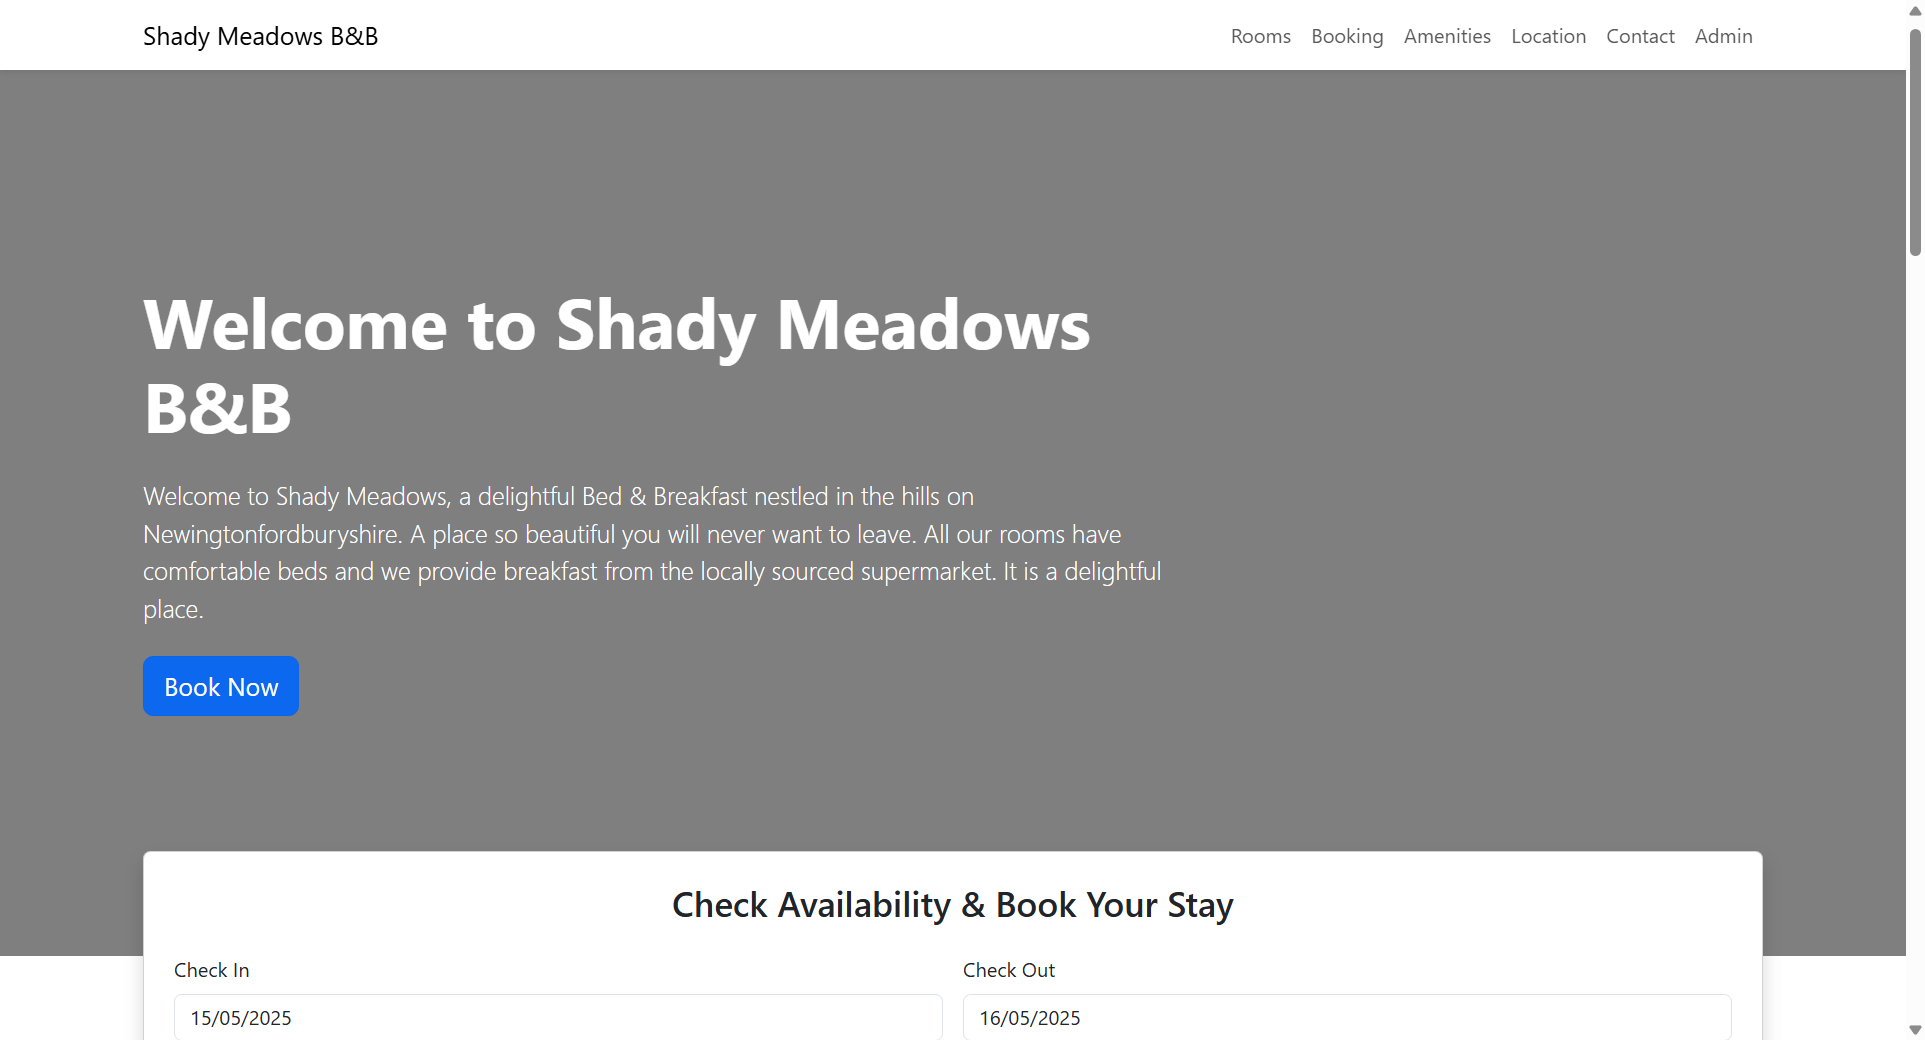 Shady Meadows B&B
Rooms Booking Amenities Location Contact Admin
Welcome to Shady Meadows
B&B
Welcome to Shady Meadows, a delightful Bed & Breakfast nestled in the hills on
Newingtonfordburyshire. A place so beautiful you will never want to leave. All our rooms have
comfortable beds and we provide breakfast from the locally sourced supermarket. It is a delightful
place.
Book Now
Check Availability & Book Your Stay
Check In
15/05/2025
Check Out
16/05/2025